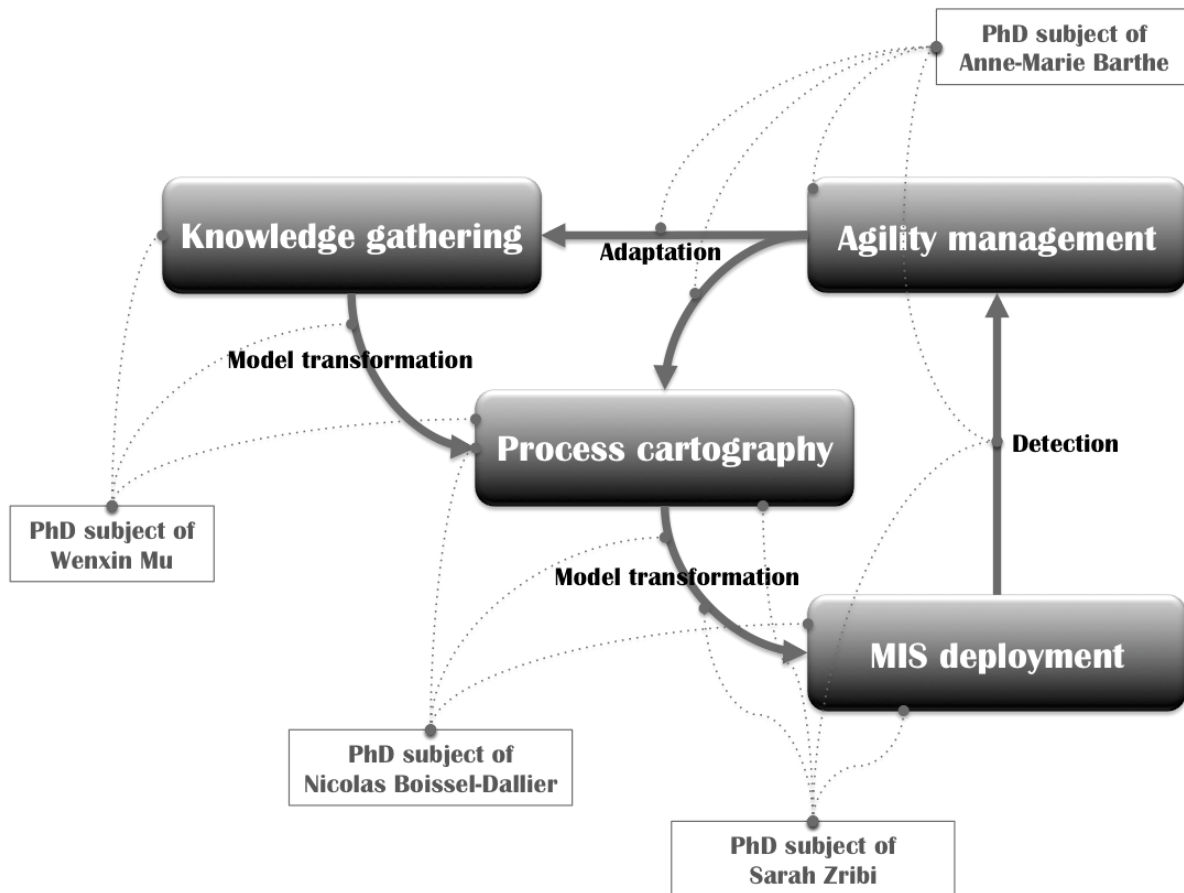 PhD subject of
Anne-Marie Barthe
Knowledge gathering
Agility management
Adaptation
Model transformation
Process cartography
Detection
PhD subject of
Wenxin Mu
Model transformation
MIS deployment
PhD subject of
Nicolas Boissel-Dallier
PhD subject of
Sarah Zribi